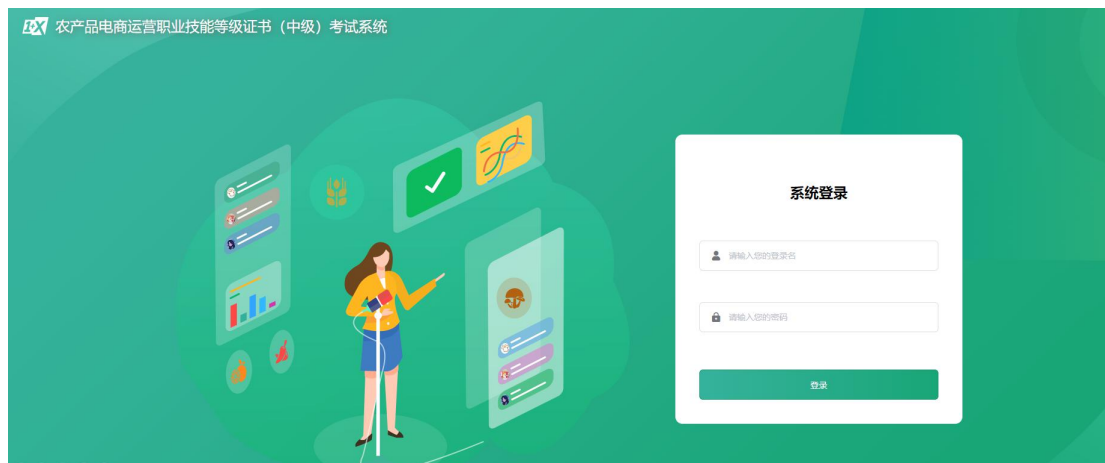 1+X 农产品电商运营职业技能等级证书（中级）考试系统
系统登录
请输入您的登录名
请输入您的密码
登录